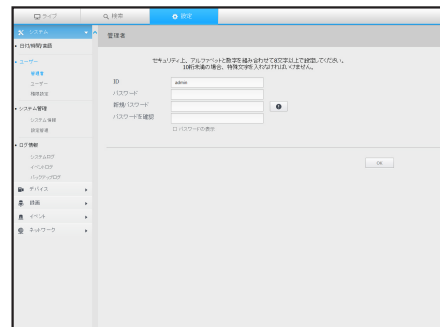 ライブ
検索
設定
システム
管理者
日付/時間/言語
ユーザー
管理者
ユーザー
権限設定
システム管理
システム情報
設定管理
ログ情報
システムログ
イベントログ
バックアップログ
デバイス
録画
イベント
ネットワーク
セキュリティ上、アルファベットと数字を組み合わせて8文字以上で設定してください。
10桁未満の場合、特殊文字を入れなければいけません。
ID
admin
パスワード
新規パスワード
パスワードを確認
パスワードの表示
OK